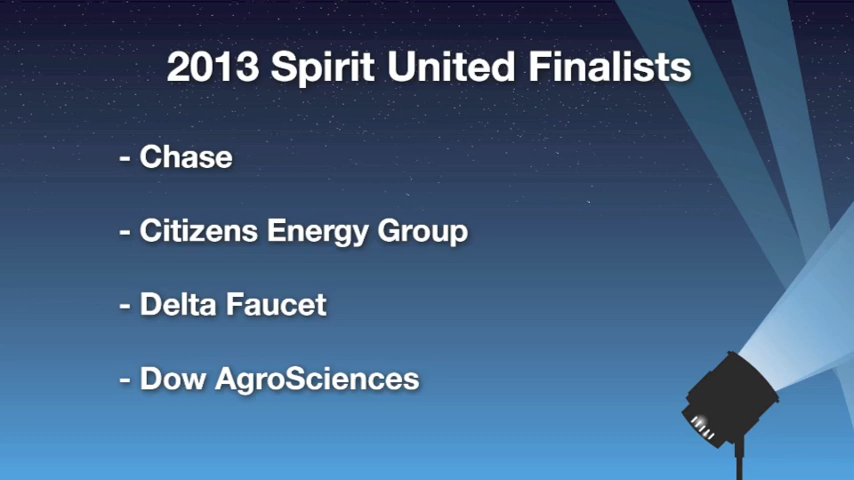 2013 Spirit United Finalists
- Chase
- Citizens Energy Group
- Delta Faucet
- Dow AgroSciences